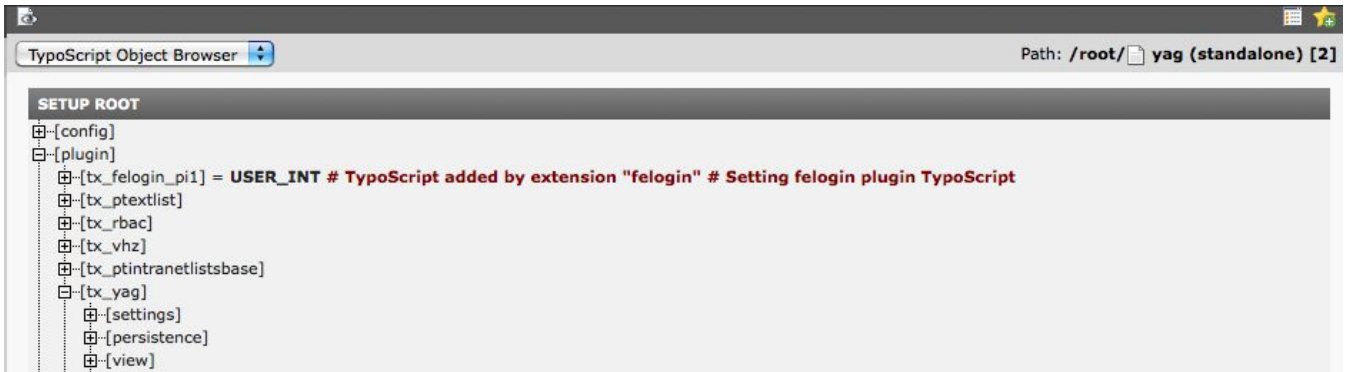 TypoScript Object Browser Path: /root/ yag (standalone) [2]
SETUP ROOT
[config]
[plugin]
[tx_felogin_pi1] = USER_INT # TypoScript added by extension "felogin" # Setting felogin plugin TypoScript
[tx_ptextlist]
[tx_rbac]
[tx_vhz]
[tx_ptintranetlistsbase]
[tx_yag]
[settings]
[persistence]
[view]